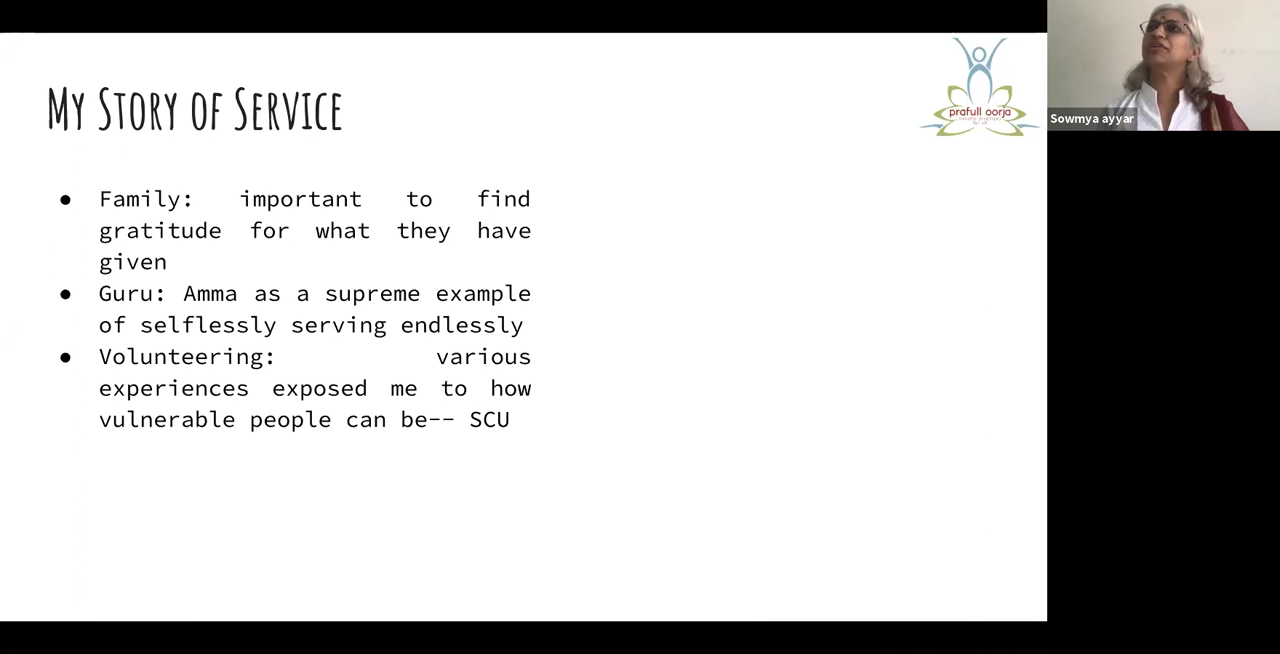 My Story of Service
prafull oorja
Sowmya ayyar
● Family: important to find
gratitude for what they have
given
● Guru: Amma as a supreme example
of selflessly serving endlessly
● Volunteering: various
experiences exposed me to how
vulnerable people can be-- SCU